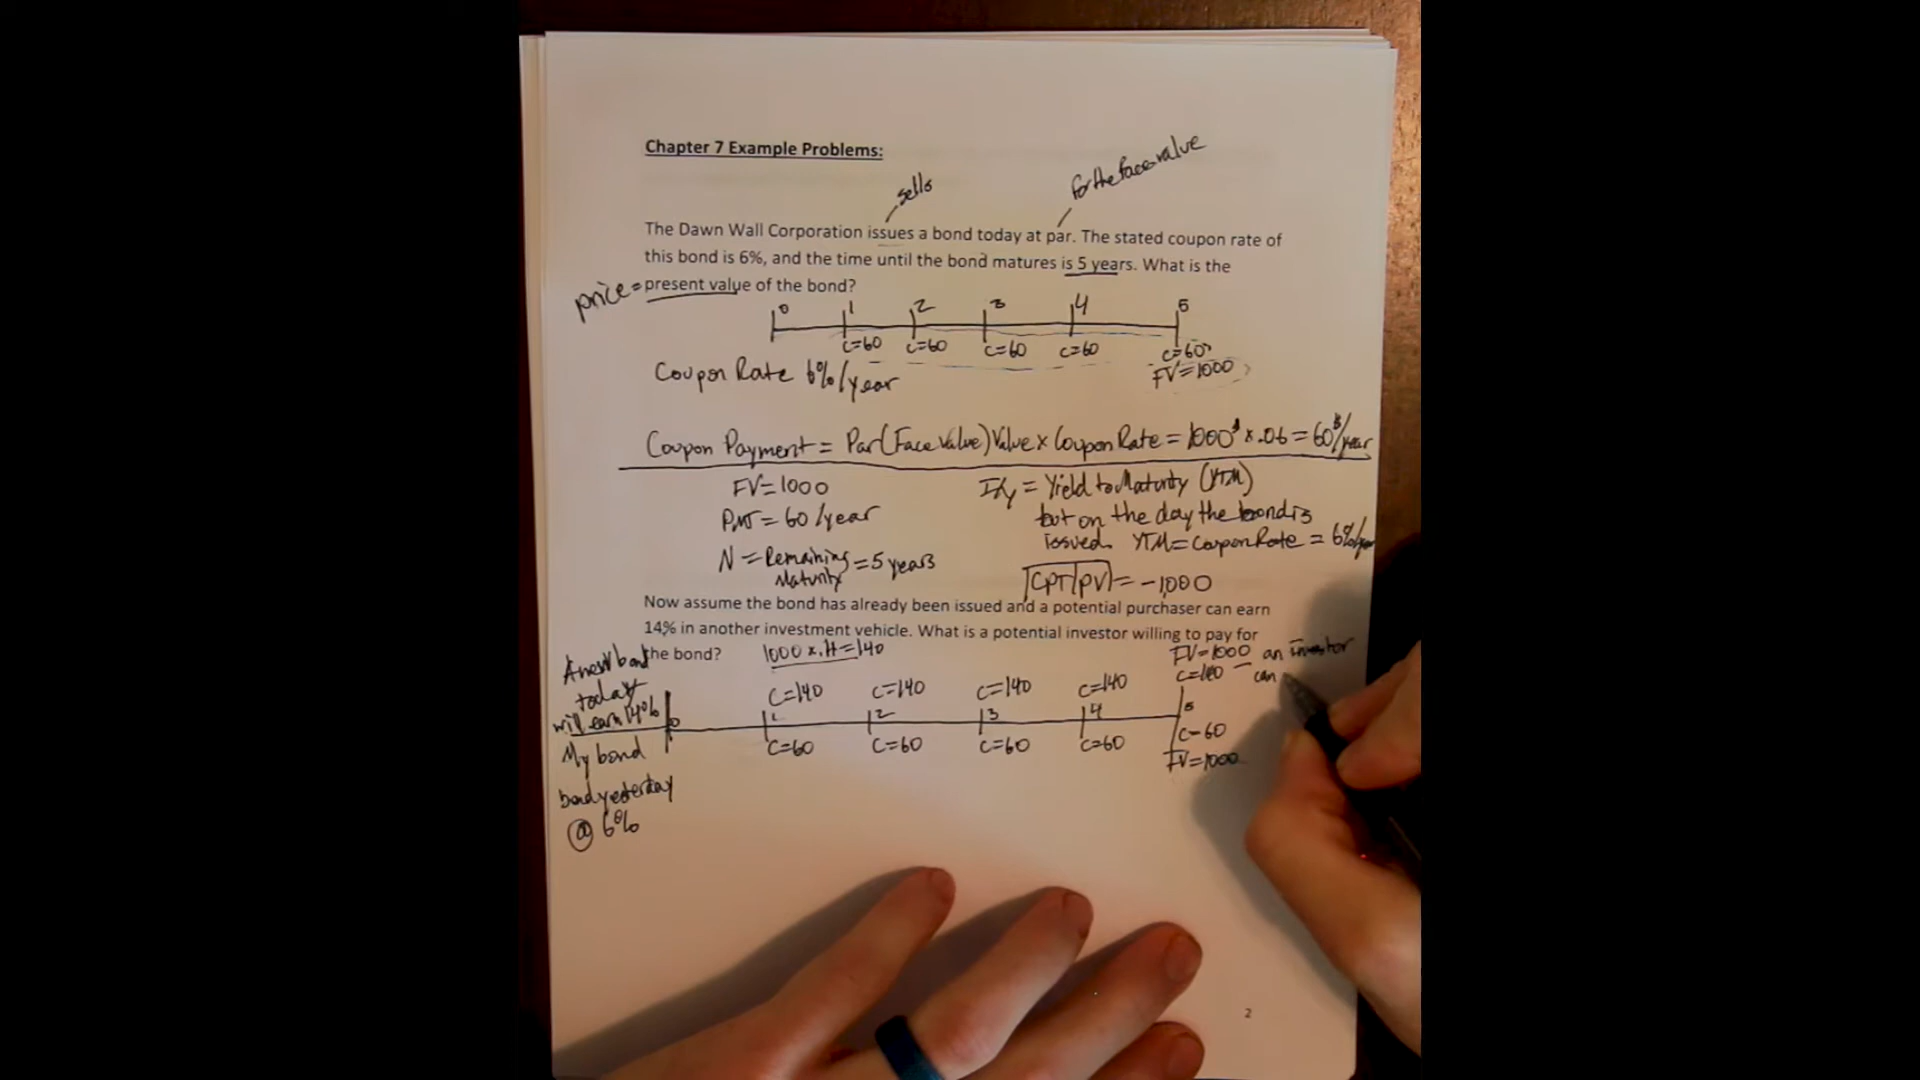 Chapter 7 Example Problems:
sells
for the face value
The Dawn Wall Corporation issues a bond today at par. The stated coupon rate of
this bond is 6%, and the time until the bond matures is 5 years. What is the
price = present value of the bond?
0 1 2 3 4 5
C=60 C=60 C=60 C=60 C=60
FV=1000
Coupon Rate 6%/year
Coupon Payment = Par (Face Value) Value x Coupon Rate = 1000$ x .06 = 60$/year
FV=1000
PMT = 60/year
N = Remaining Maturity = 5 years
I/y = Yield to Maturity (YTM)
but on the day the bond is
issued YTM = Coupon Rate = 6%/year
CPT PV = -1,000
Now assume the bond has already been issued and a potential purchaser can earn
14% in another investment vehicle. What is a potential investor willing to pay for
the bond? 1000 x .14=140
A new bond
today
will earn 14%
FV=1000 an investor
C=140 C=140 C=140 C=140 C=140 - can
0 1 2 3 4 5
C=60 C=60 C=60 C=60 C=60
FV=1000
My bond
bond yesterday
@ 6%
2